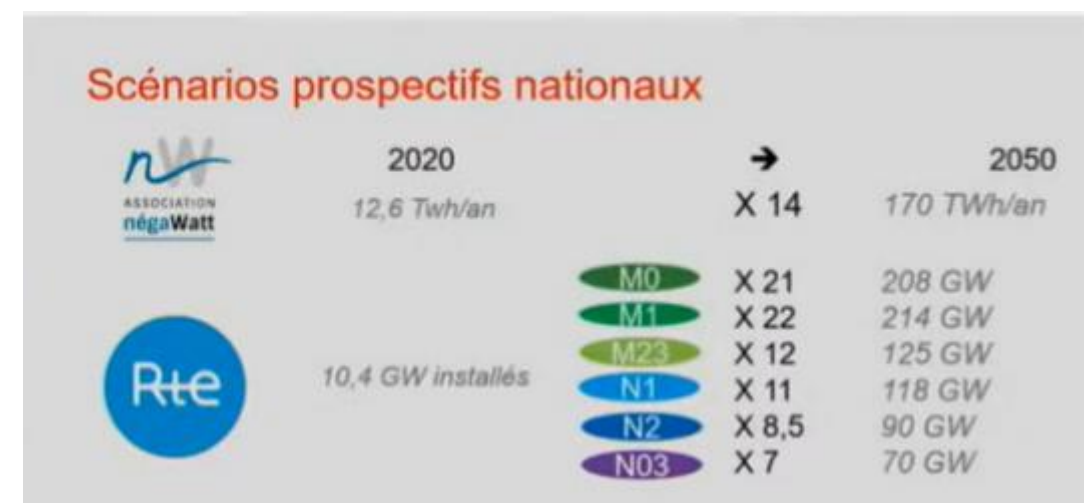 Scénarios prospectifs nationaux
nW
ASSOCIATION
négaWatt
2020 → 2050
12,6 Twh/an X 14 170 TWh/an
Rte
10,4 GW installés
M0 X 21 208 GW
M1 X 22 214 GW
M23 X 12 125 GW
N1 X 11 118 GW
N2 X 8,5 90 GW
N03 X 7 70 GW